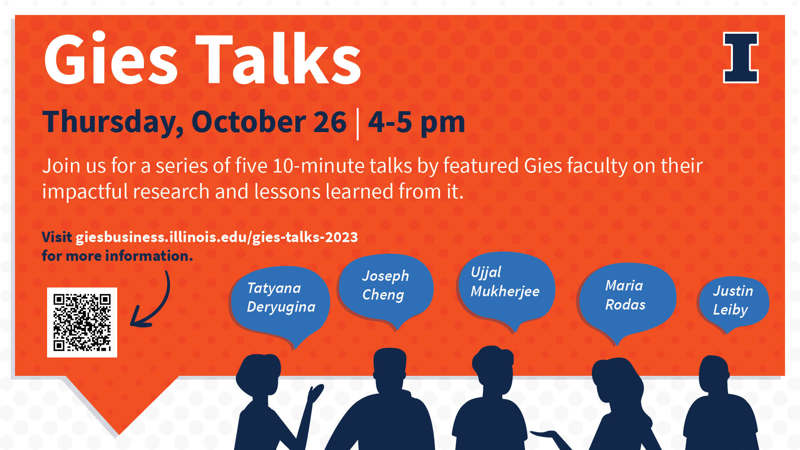 Gies Talks
I
Thursday, October 26 | 4-5 pm
Join us for a series of five 10-minute talks by featured Gies faculty on their
impactful research and lessons learned from it.
Visit giesbusiness.illinois.edu/gies-talks-2023
for more information.
Tatyana
Deryugina
Joseph
Cheng
Ujjal
Mukherjee
Maria
Rodas
Justin
Leiby